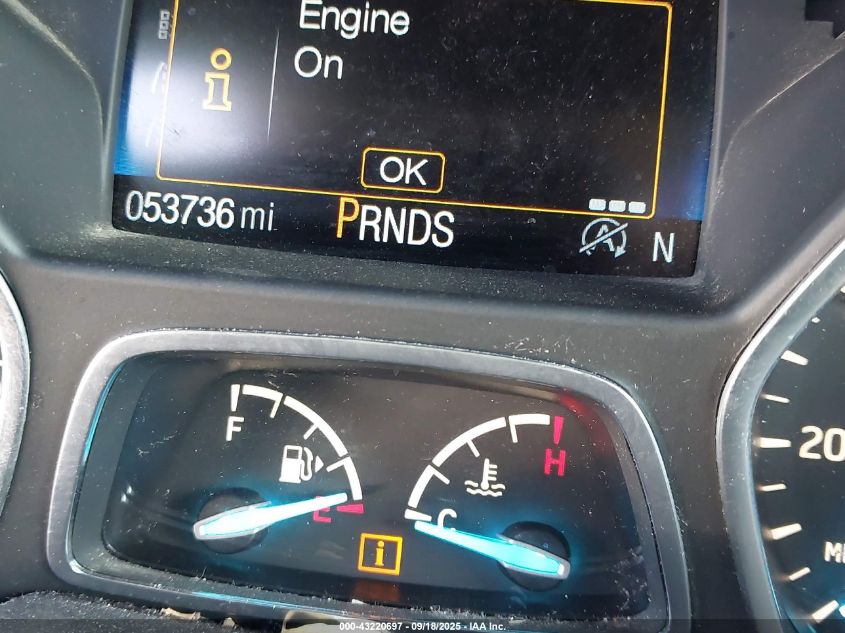 Engine
On
OK
053736 mi PRNDS N
F
E
H
C
20
000-43220697 - 09/18/2025 - IAA Inc.